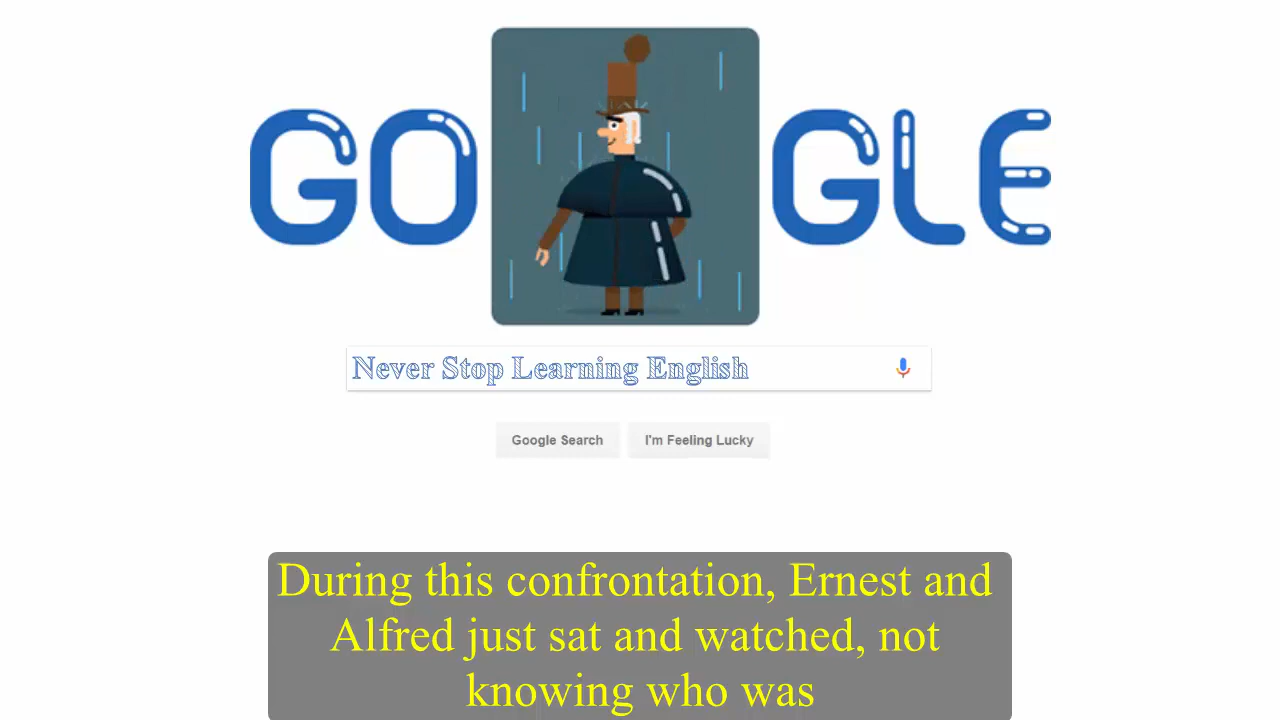 GO GLE
Never Stop Learning English
Google Search I'm Feeling Lucky
During this confrontation, Ernest and
Alfred just sat and watched, not
knowing who was